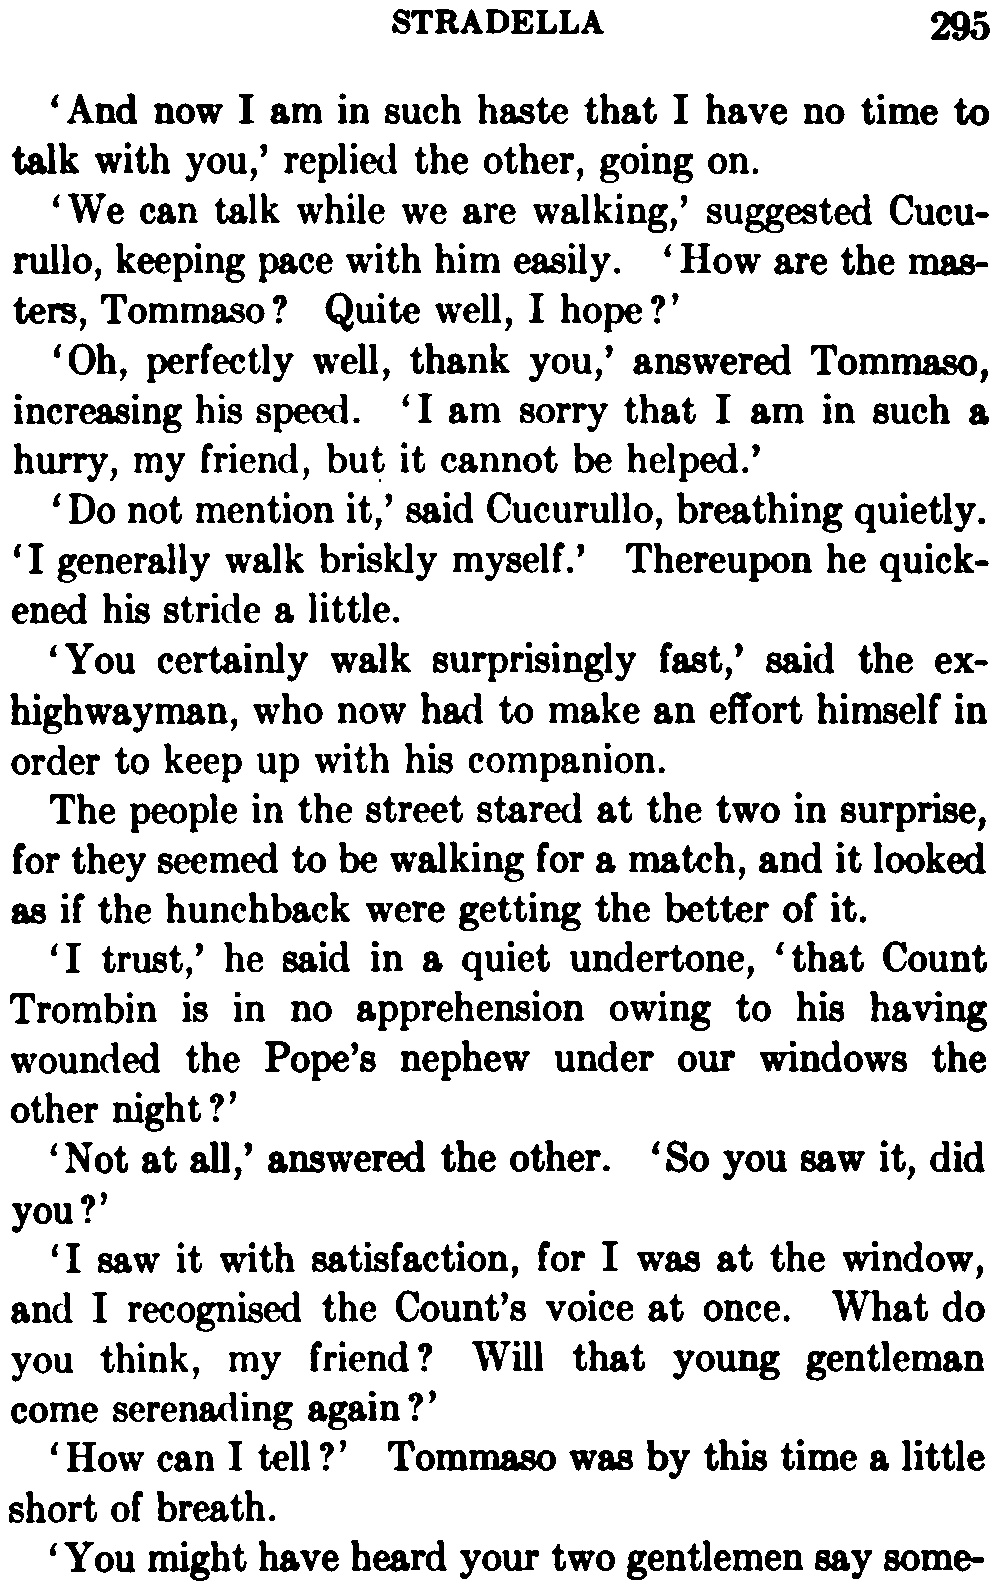 STRADELLA 295
‘And now I am in such haste that I have no time to
talk with you,’ replied the other, going on.
‘We can talk while we are walking,’ suggested Cucu-
rullo, keeping pace with him easily. ‘How are the mas-
ters, Tommaso? Quite well, I hope?’
‘Oh, perfectly well, thank you,’ answered Tommaso,
increasing his speed. ‘I am sorry that I am in such a
hurry, my friend, but it cannot be helped.’
‘Do not mention it,’ said Cucurullo, breathing quietly.
‘I generally walk briskly myself.’ Thereupon he quick-
ened his stride a little.
‘You certainly walk surprisingly fast,’ said the ex-
highwayman, who now had to make an effort himself in
order to keep up with his companion.
The people in the street stared at the two in surprise,
for they seemed to be walking for a match, and it looked
as if the hunchback were getting the better of it.
‘I trust,’ he said in a quiet undertone, ‘that Count
Trombin is in no apprehension owing to his having
wounded the Pope’s nephew under our windows the
other night?’
‘Not at all,’ answered the other. ‘So you saw it, did
you?’
‘I saw it with satisfaction, for I was at the window,
and I recognised the Count’s voice at once. What do
you think, my friend? Will that young gentleman
come serenading again?’
‘How can I tell?’ Tommaso was by this time a little
short of breath.
‘You might have heard your two gentlemen say some-